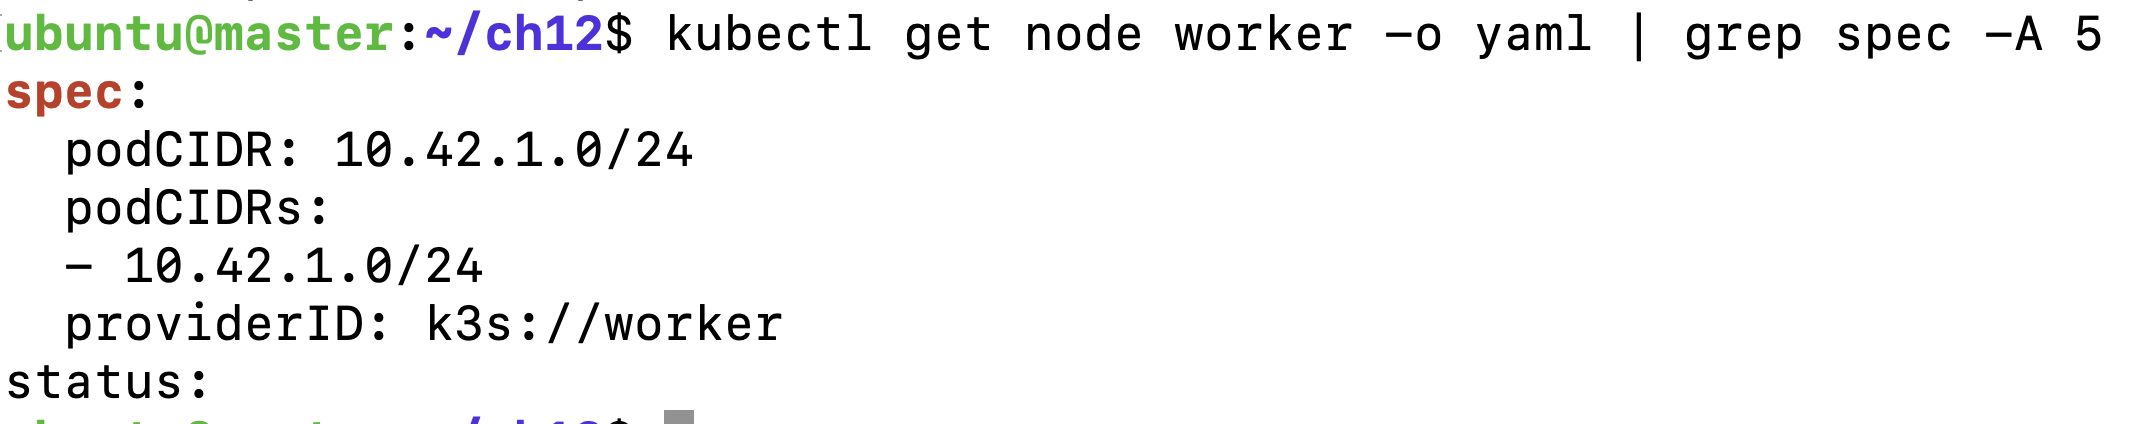 ubuntu@master:~/ch12$ kubectl get node worker -o yaml | grep spec -A 5
spec:
  podCIDR: 10.42.1.0/24
  podCIDRs:
  - 10.42.1.0/24
  providerID: k3s://worker
status: